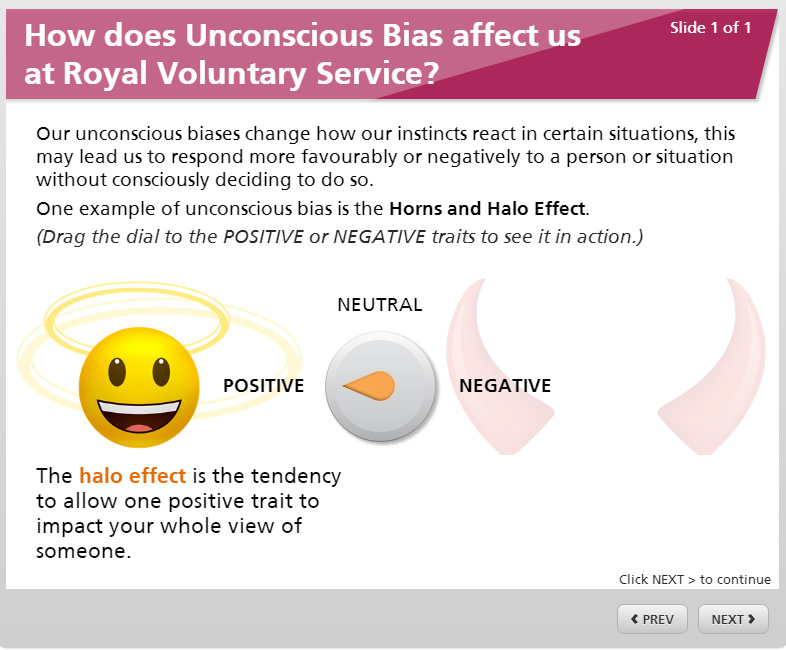 How does Unconscious Bias affect us
at Royal Voluntary Service?
Slide 1 of 1
Our unconscious biases change how our instincts react in certain situations, this
may lead us to respond more favourably or negatively to a person or situation
without consciously deciding to do so.
One example of unconscious bias is the Horns and Halo Effect.
(Drag the dial to the POSITIVE or NEGATIVE traits to see it in action.)
NEUTRAL
POSITIVE
NEGATIVE
The halo effect is the tendency
to allow one positive trait to
impact your whole view of
someone.
Click NEXT > to continue
PREV
NEXT